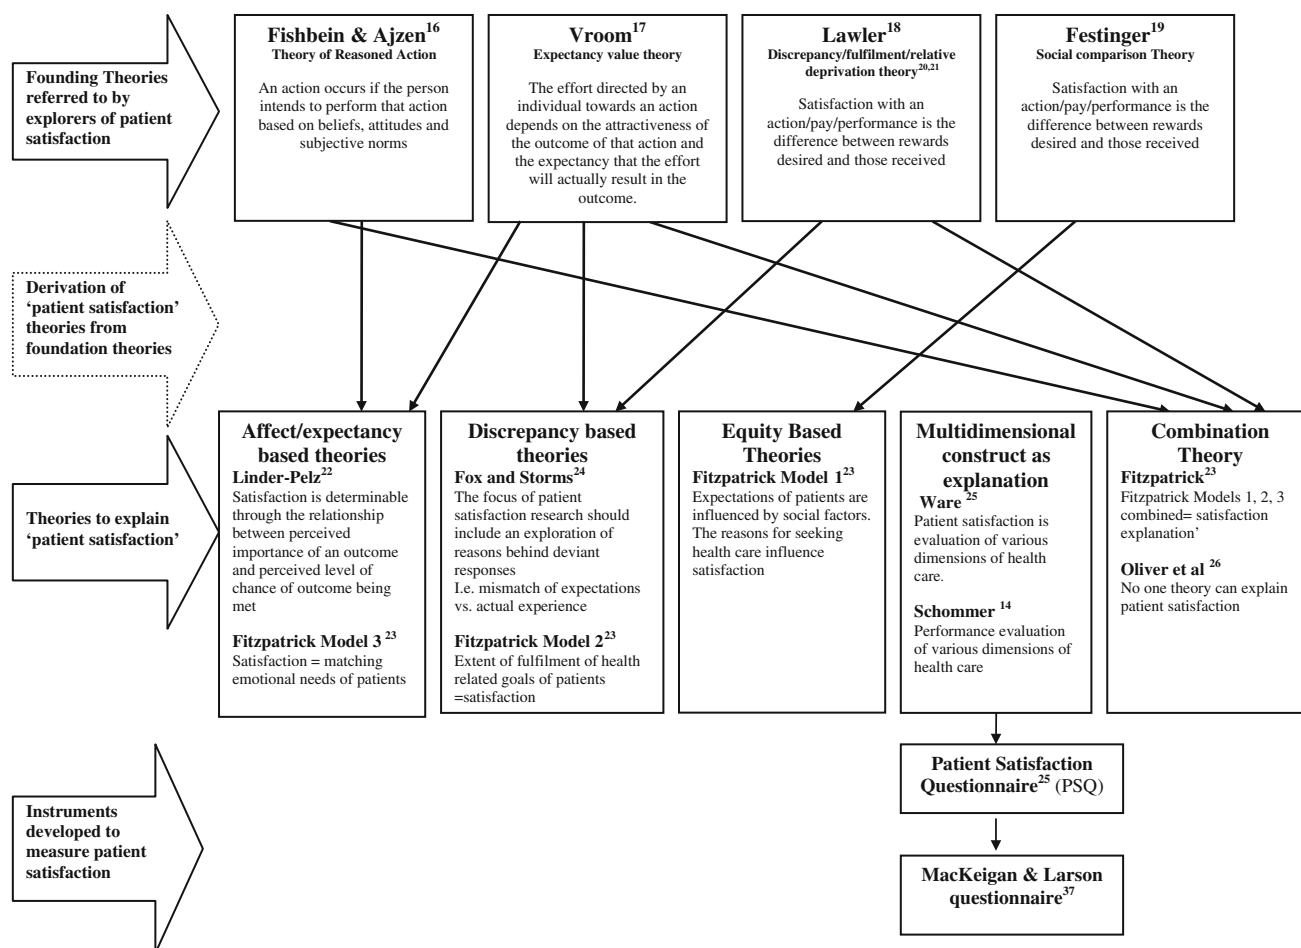 Founding Theories
referred to by
explorers of patient
satisfaction
Fishbein & Ajzen16
Theory of Reasoned Action
An action occurs if the person
intends to perform that action
based on beliefs, attitudes and
subjective norms
Vroom17
Expectancy value theory
The effort directed by an
individual towards an action
depends on the attractiveness of
the outcome of that action and
the expectancy that the effort
will actually result in the
outcome.
Lawler18
Discrepancy/fulfilment/relative
deprivation theory20,21
Satisfaction with an
action/pay/performance is the
difference between rewards
desired and those received
Festinger19
Social comparison Theory
Satisfaction with an
action/pay/performance is the
difference between rewards
desired and those received
Derivation of
‘patient satisfaction’
theories from
foundation theories
Theories to explain
‘patient satisfaction’
Affect/expectancy
based theories
Linder-Pelz22
Satisfaction is determinable
through the relationship
between perceived
importance of an outcome
and perceived level of
chance of outcome being
met
Fitzpatrick Model 3 23
Satisfaction = matching
emotional needs of patients
Discrepancy based
theories
Fox and Storms24
The focus of patient
satisfaction research should
include an exploration of
reasons behind deviant
responses
I.e. mismatch of expectations
vs. actual experience
Fitzpatrick Model 223
Extent of fulfilment of health
related goals of patients
=satisfaction
Equity Based
Theories
Fitzpatrick Model 123
Expectations of patients are
influenced by social factors.
The reasons for seeking
health care influence
satisfaction
Multidimensional
construct as
explanation
Ware 25
Patient satisfaction is
evaluation of various
dimensions of health
care.
Schommer 14
Performance evaluation
of various dimensions of
health care
Combination
Theory
Fitzpatrick23
Fitzpatrick Models 1, 2, 3
combined= satisfaction
explanation’
Oliver et al 26
No one theory can explain
patient satisfaction
Instruments
developed to
measure patient
satisfaction
Patient Satisfaction
Questionnaire25 (PSQ)
MacKeigan & Larson
questionnaire37